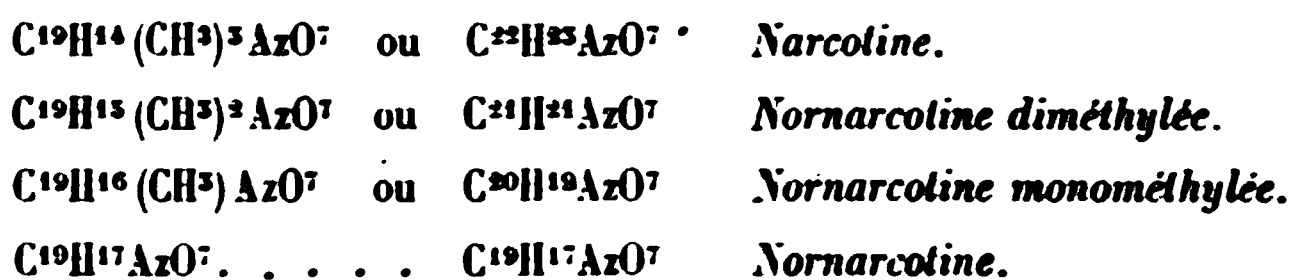 C¹⁹H¹⁴(CH³)³AzO⁷ ou C²²H²³AzO⁷ Narcotine.
C¹⁹H¹⁵(CH³)²AzO⁷ ou C²¹H²¹AzO⁷ Nornarcotine diméthylée.
C¹⁹H¹⁶(CH³)AzO⁷ ou C²⁰H¹⁹AzO⁷ Nornarcotine monométhylée.
C¹⁹H¹⁷AzO⁷. . . . . C¹⁹H¹⁷AzO⁷ Nornarcotine.